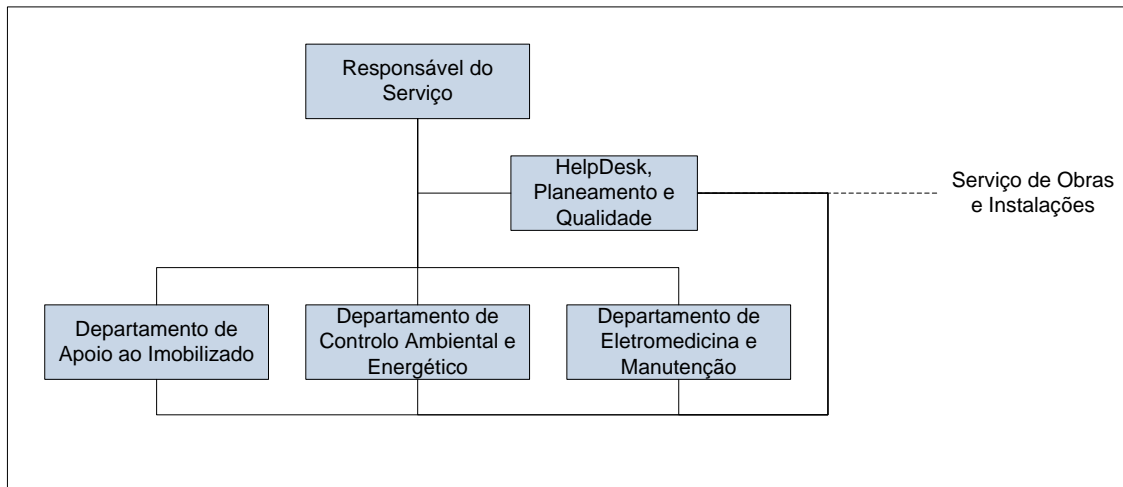 Responsável do
Serviço
HelpDesk,
Planeamento e
Qualidade
Serviço de Obras
e Instalações
Departamento de
Apoio ao Imobilizado
Departamento de
Controlo Ambiental e
Energético
Departamento de
Eletromedicina e
Manutenção